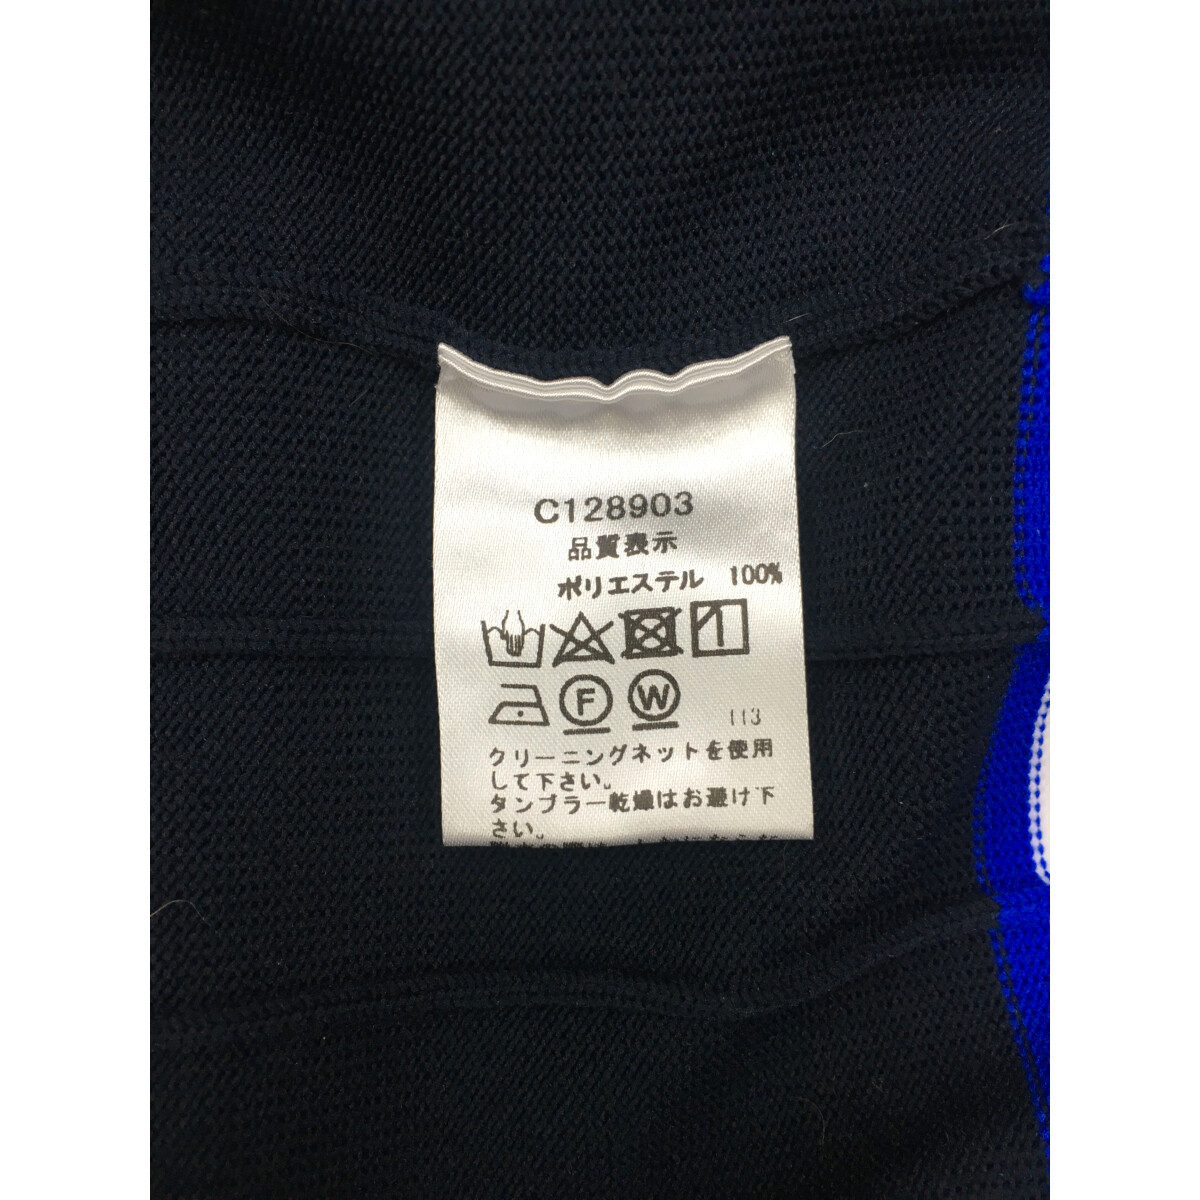 C128903
品質表示
ポリエステル 100%
F W 113
クリーニングネットを使用
して下さい。
タンブラー乾燥はお避け下
さい。